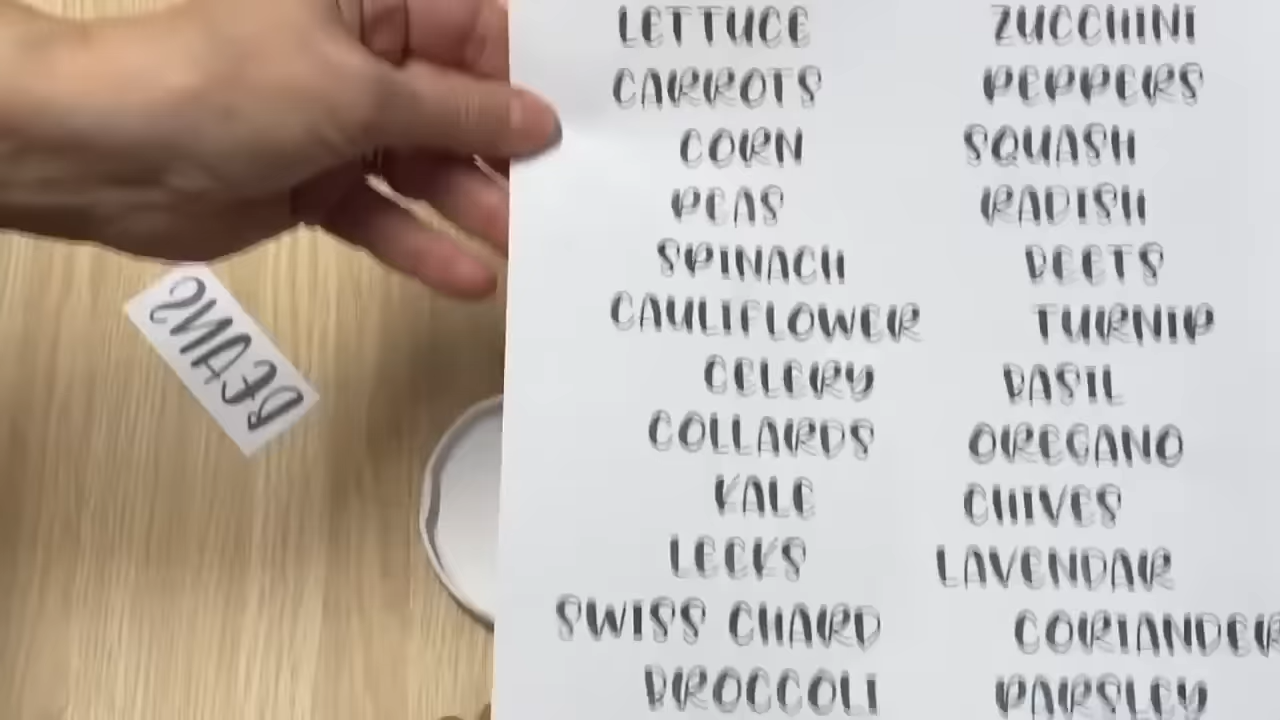 LETTUCE ZUCCHINI
CARROTS PEPPERS
CORN SQUASH
PEAS RADISH
SPINACH BEETS
CAULIFLOWER TURNIP
CELERY BASIL
COLLARDS OREGANO
KALE CHIVES
LEEKS LAVENDAR
SWISS CHARD CORIANDER
BROCCOLI PARSLEY
BEANS